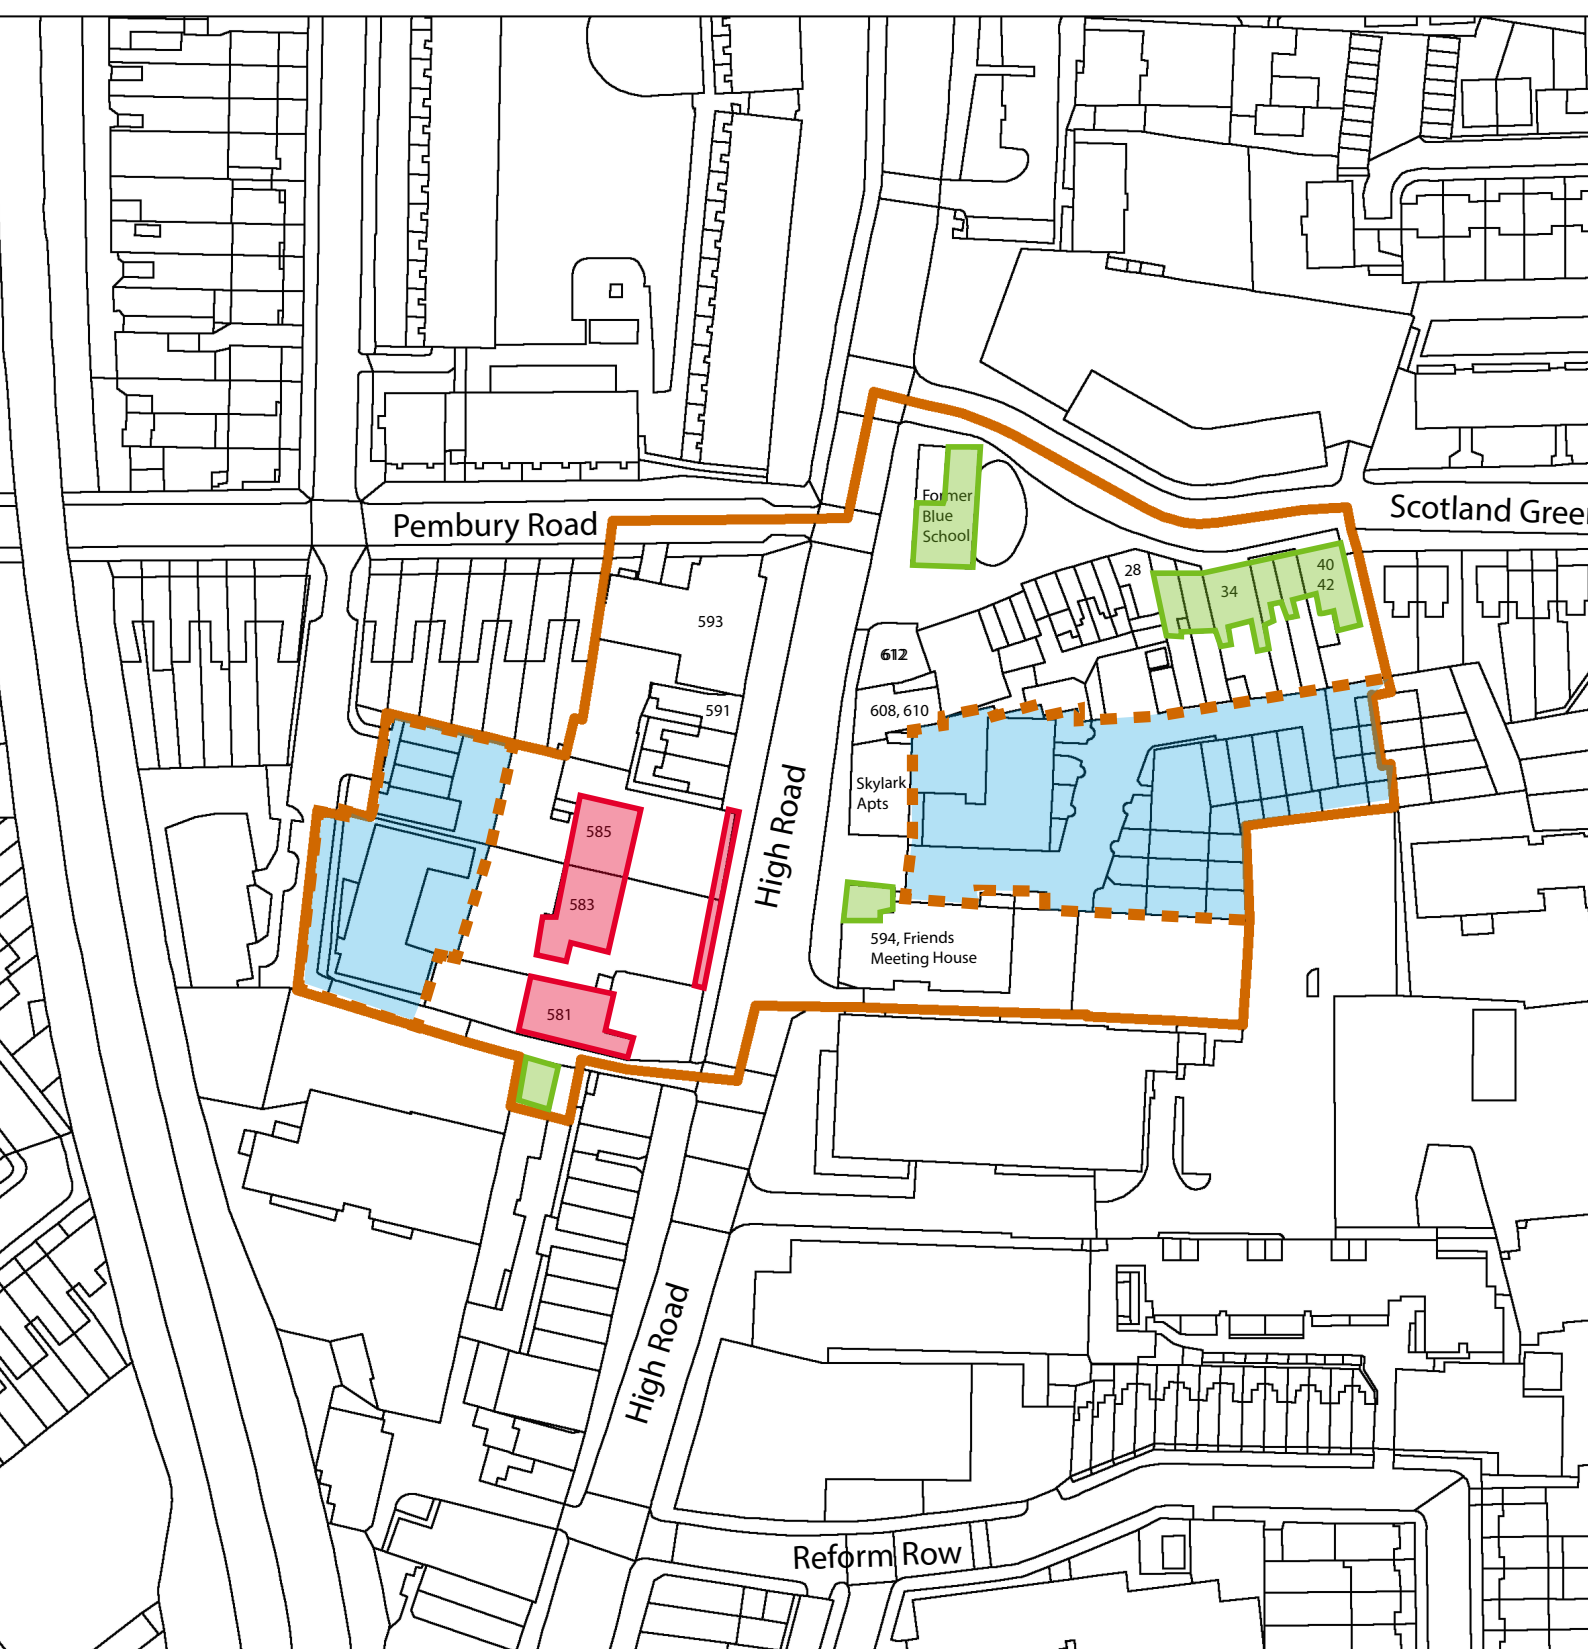 Former
Blue
School
Pembury Road
Scotland Gree
28
34
40
42
593
612
591
608, 610
High Road
Skylark
Apts
585
583
594, Friends
Meeting House
581
High Road
Reform Row